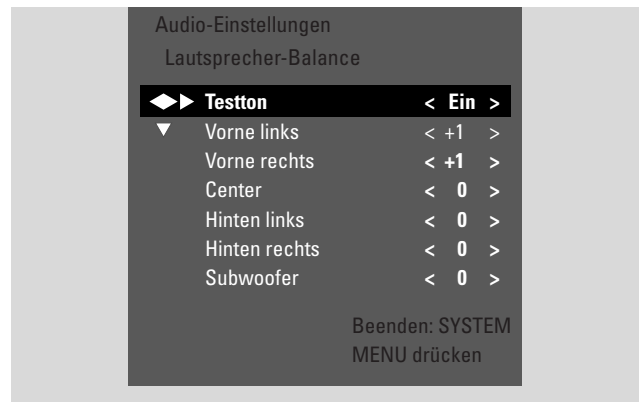 Audio-Einstellungen
Lautsprecher-Balance
Testton < Ein >
Vorne links < +1 >
Vorne rechts < +1 >
Center < 0 >
Hinten links < 0 >
Hinten rechts < 0 >
Subwoofer < 0 >
Beenden: SYSTEM
MENU drücken